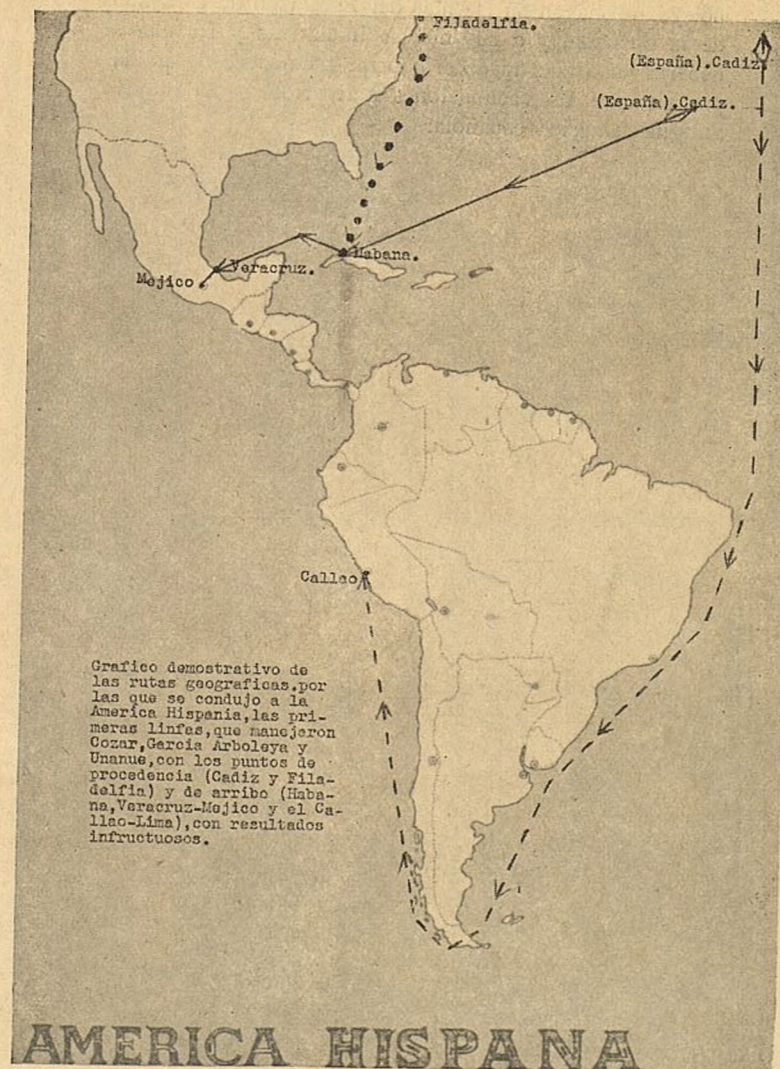 Filadelfia.
(España).Cadiz.
(España).Cadiz.
Habana.
Veracruz.
Mejico
Callao
Grafico demostrativo de
las rutas geograficas.por
las que se condujo a la
America Hispania,las pri-
meras linfas,que manejaron
Cozar,Garcia Arboleya y
Unanue,con los puntos de
procedencia (Cadiz y Fila-
delfia) y de arribo (Haba-
na,Veracruz-Mejico y el Ca-
llao-Lima),con resultados
infructuosos.
AMERICA HISPANA